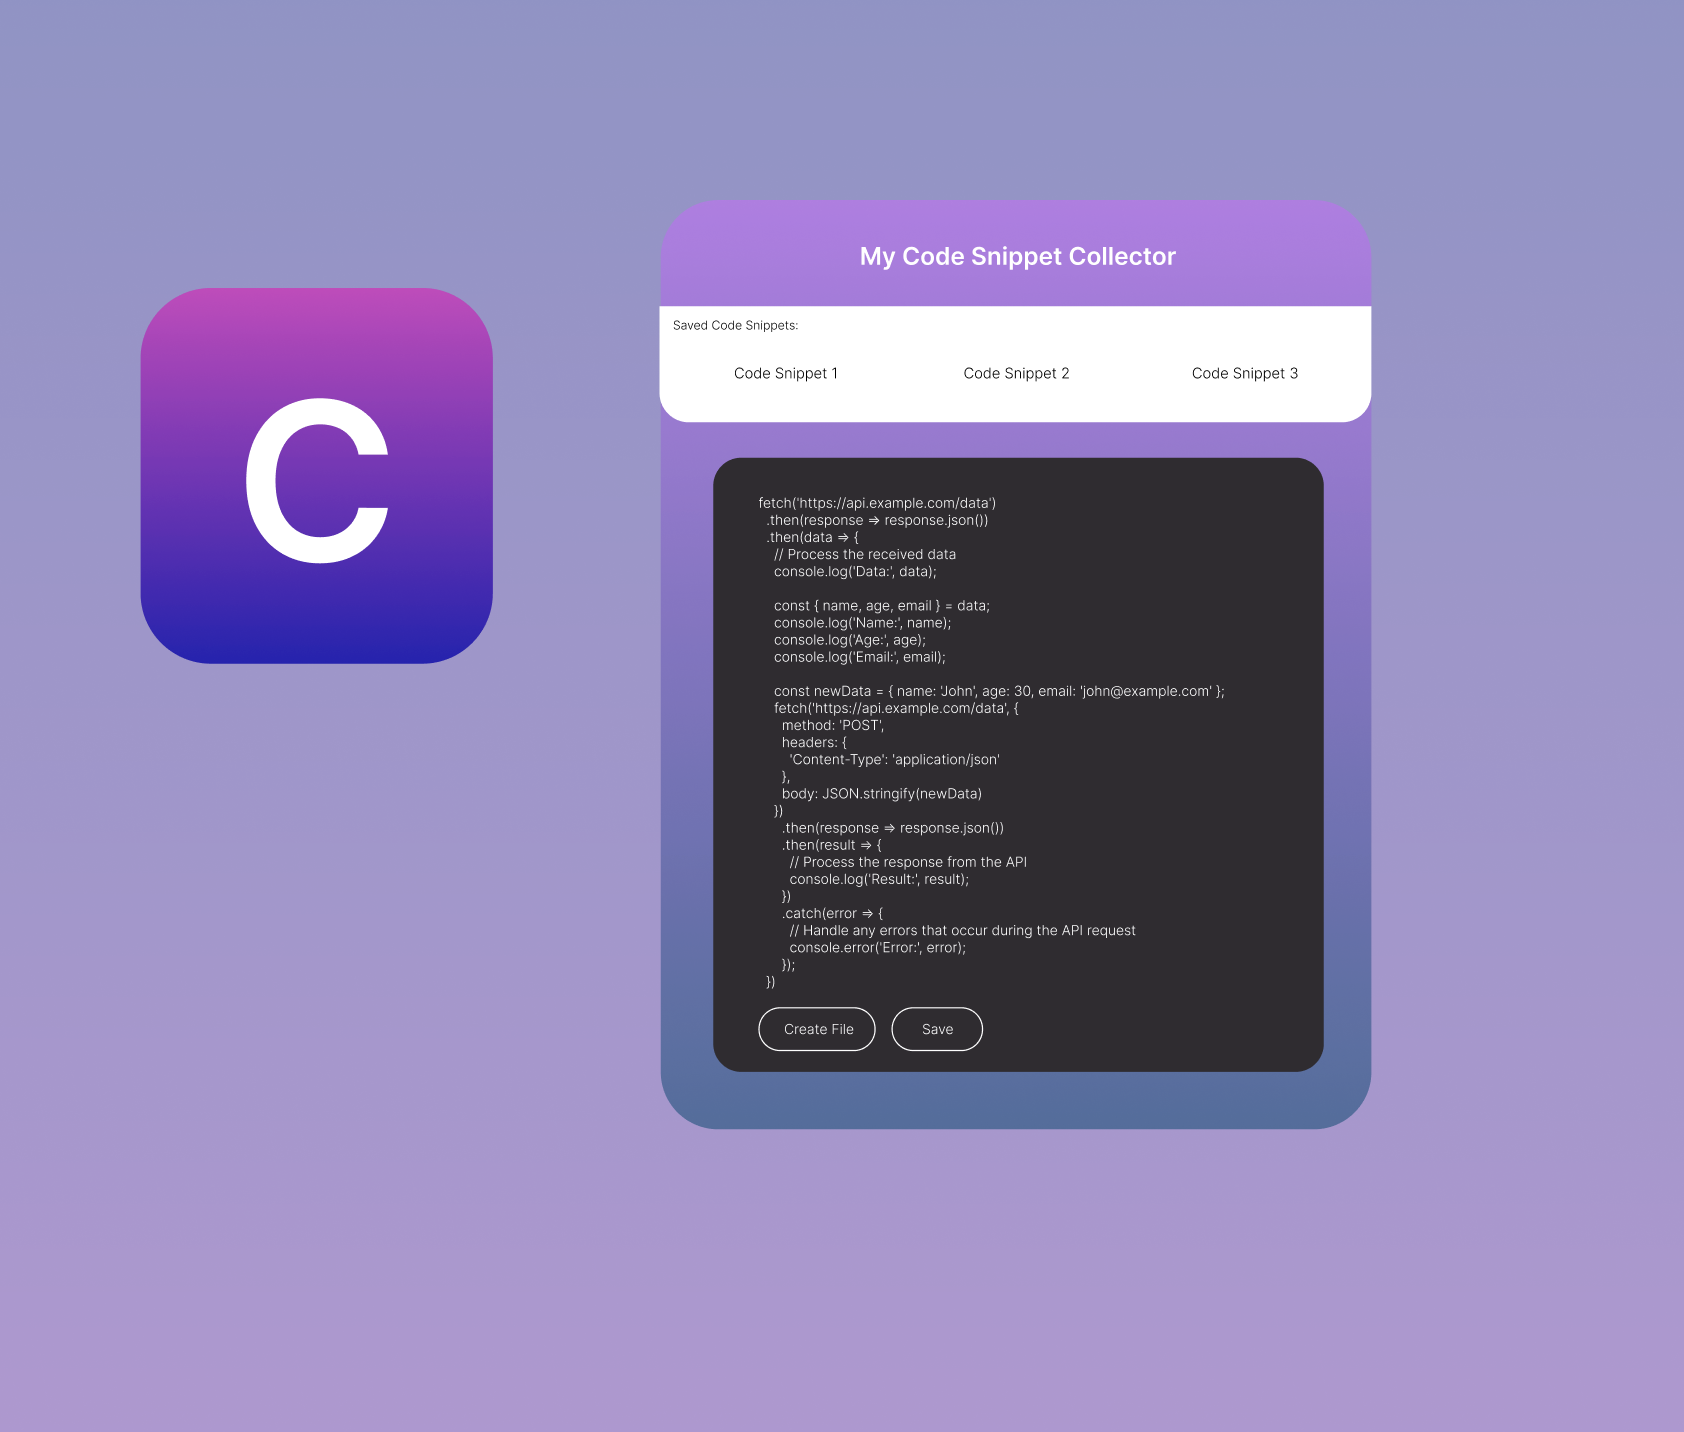 C
My Code Snippet Collector
Saved Code Snippets:
Code Snippet 1
Code Snippet 2
Code Snippet 3
fetch('https://api.example.com/data')
  .then(response => response.json())
  .then(data => {
    // Process the received data
    console.log('Data:', data);

    const { name, age, email } = data;
    console.log('Name:', name);
    console.log('Age:', age);
    console.log('Email:', email);

    const newData = { name: 'John', age: 30, email: 'john@example.com' };
    fetch('https://api.example.com/data', {
      method: 'POST',
      headers: {
        'Content-Type': 'application/json'
      },
      body: JSON.stringify(newData)
    })
      .then(response => response.json())
      .then(result => {
        // Process the response from the API
        console.log('Result:', result);
      })
      .catch(error => {
        // Handle any errors that occur during the API request
        console.error('Error:', error);
      });
  })
Create File
Save